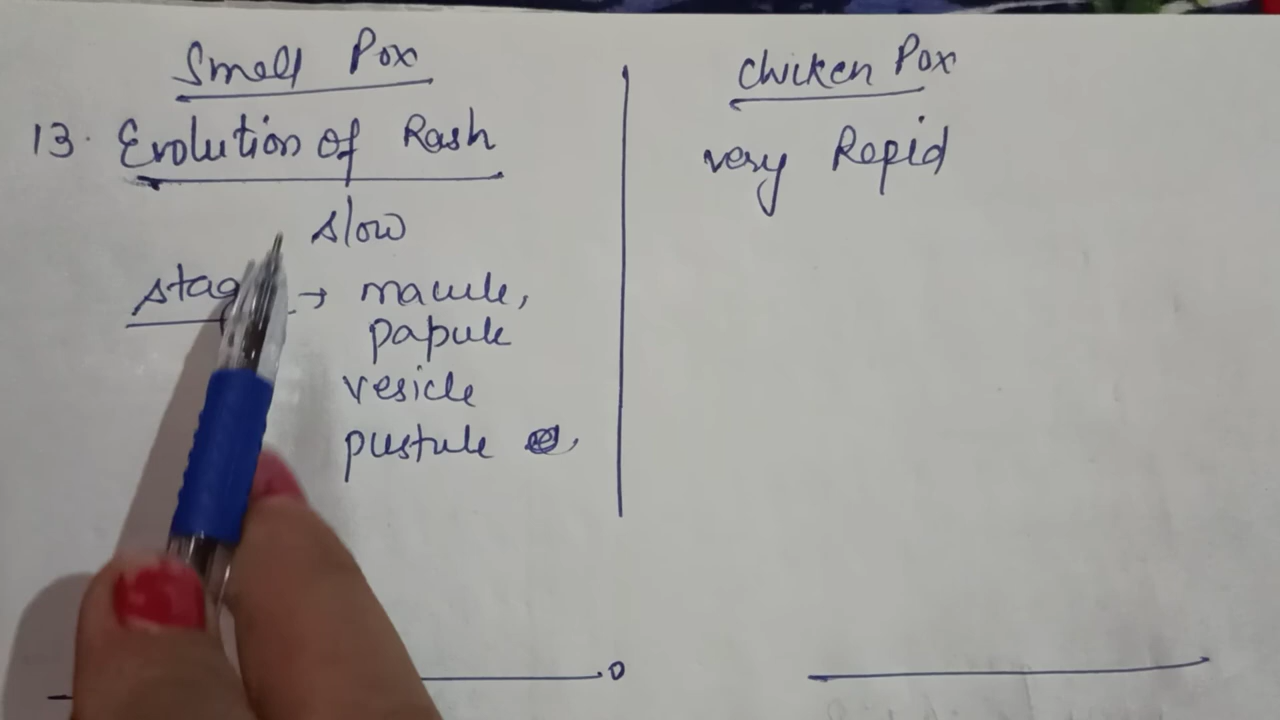 Small Pox
Chicken Pox
13. Evolution of Rash
very Rapid
slow
→ macule,
papule
vesicle
pustule